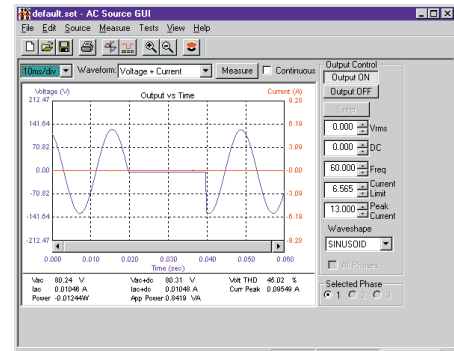 default.set - AC Source GUI
File Edit Source Measure Tests View Help
10ms/div Waveform: Voltage + Current Measure Continuous
Output Control
Output ON
Output OFF
Enter
0.000 Vrms
0.000 DC
60.000 Freq
6.565 Current Limit
13.000 Peak Current
Waveshape
SINUSOID
All Phases
Selected Phase
1 2 3
Voltage (V) Output vs Time Current (A)
212.47 9.28
141.64 6.19
70.82 3.09
0.00 -0.00
-70.82 -3.09
-141.64 -6.19
-212.47 -9.28
0.000 0.010 0.020 0.030 0.040 0.050 0.060
Time (sec)
Vac 80.24 V Vac+dc 80.31 V Volt THD 45.02 %
Iac 0.01046 A Iac+dc 0.01048 A Curr Peak 0.09549 A
Power -0.01244W App Power 0.8419 VA